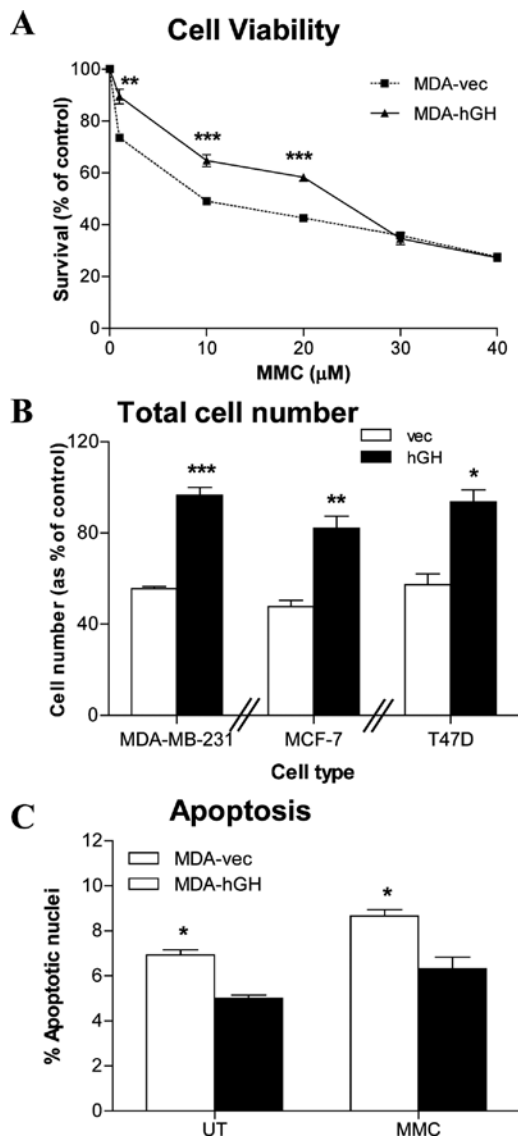 A Cell Viability
MDA-vec
MDA-hGH
**
***
***
Survival (% of control)
100
80
60
40
20
0
0 10 20 30 40
MMC (μM)
B Total cell number
vec
hGH
***
**
*
Cell number (as % of control)
120
80
40
0
MDA-MB-231 MCF-7 T47D
Cell type
C Apoptosis
MDA-vec
MDA-hGH
*
*
% Apoptotic nuclei
12
10
8
6
4
2
0
UT MMC